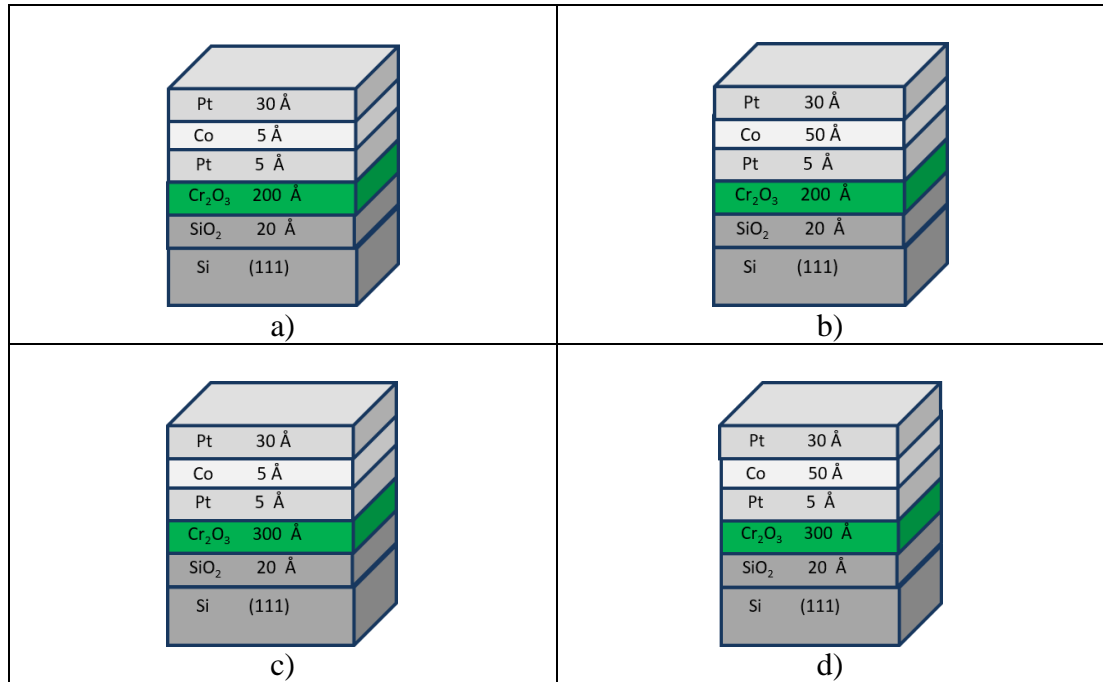 Pt 30 Å
Co 5 Å
Pt 5 Å
Cr₂O₃ 200 Å
SiO₂ 20 Å
Si (111)
a)
Pt 30 Å
Co 50 Å
Pt 5 Å
Cr₂O₃ 200 Å
SiO₂ 20 Å
Si (111)
b)
Pt 30 Å
Co 5 Å
Pt 5 Å
Cr₂O₃ 300 Å
SiO₂ 20 Å
Si (111)
c)
Pt 30 Å
Co 50 Å
Pt 5 Å
Cr₂O₃ 300 Å
SiO₂ 20 Å
Si (111)
d)